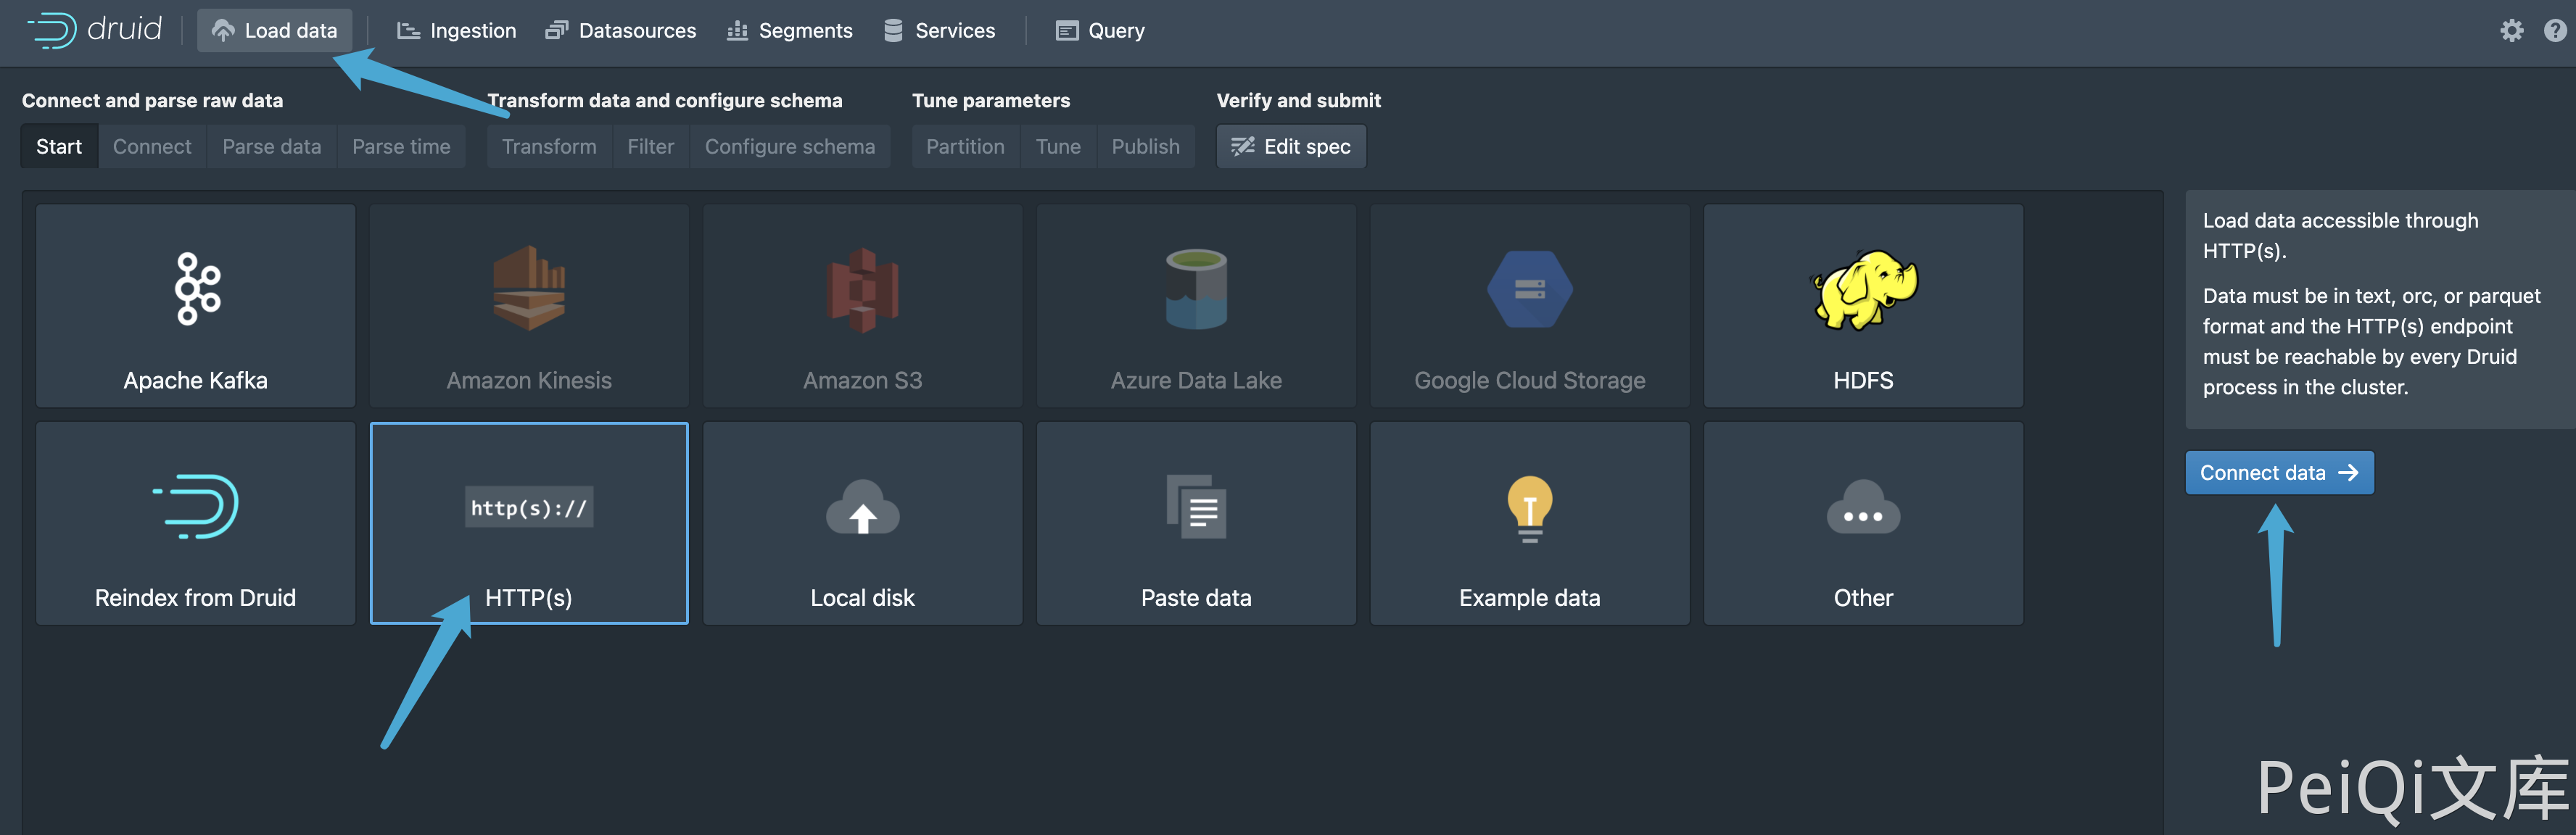 druid
Load data
Ingestion
Datasources
Segments
Services
Query
Connect and parse raw data
Transform data and configure schema
Tune parameters
Verify and submit
Start
Connect
Parse data
Parse time
Transform
Filter
Configure schema
Partition
Tune
Publish
Edit spec
Apache Kafka
Amazon Kinesis
Amazon S3
Azure Data Lake
Google Cloud Storage
HDFS
http(s)://
Reindex from Druid
HTTP(s)
Local disk
Paste data
Example data
Other
Load data accessible through
HTTP(s).
Data must be in text, orc, or parquet
format and the HTTP(s) endpoint
must be reachable by every Druid
process in the cluster.
Connect data
PeiQi文库